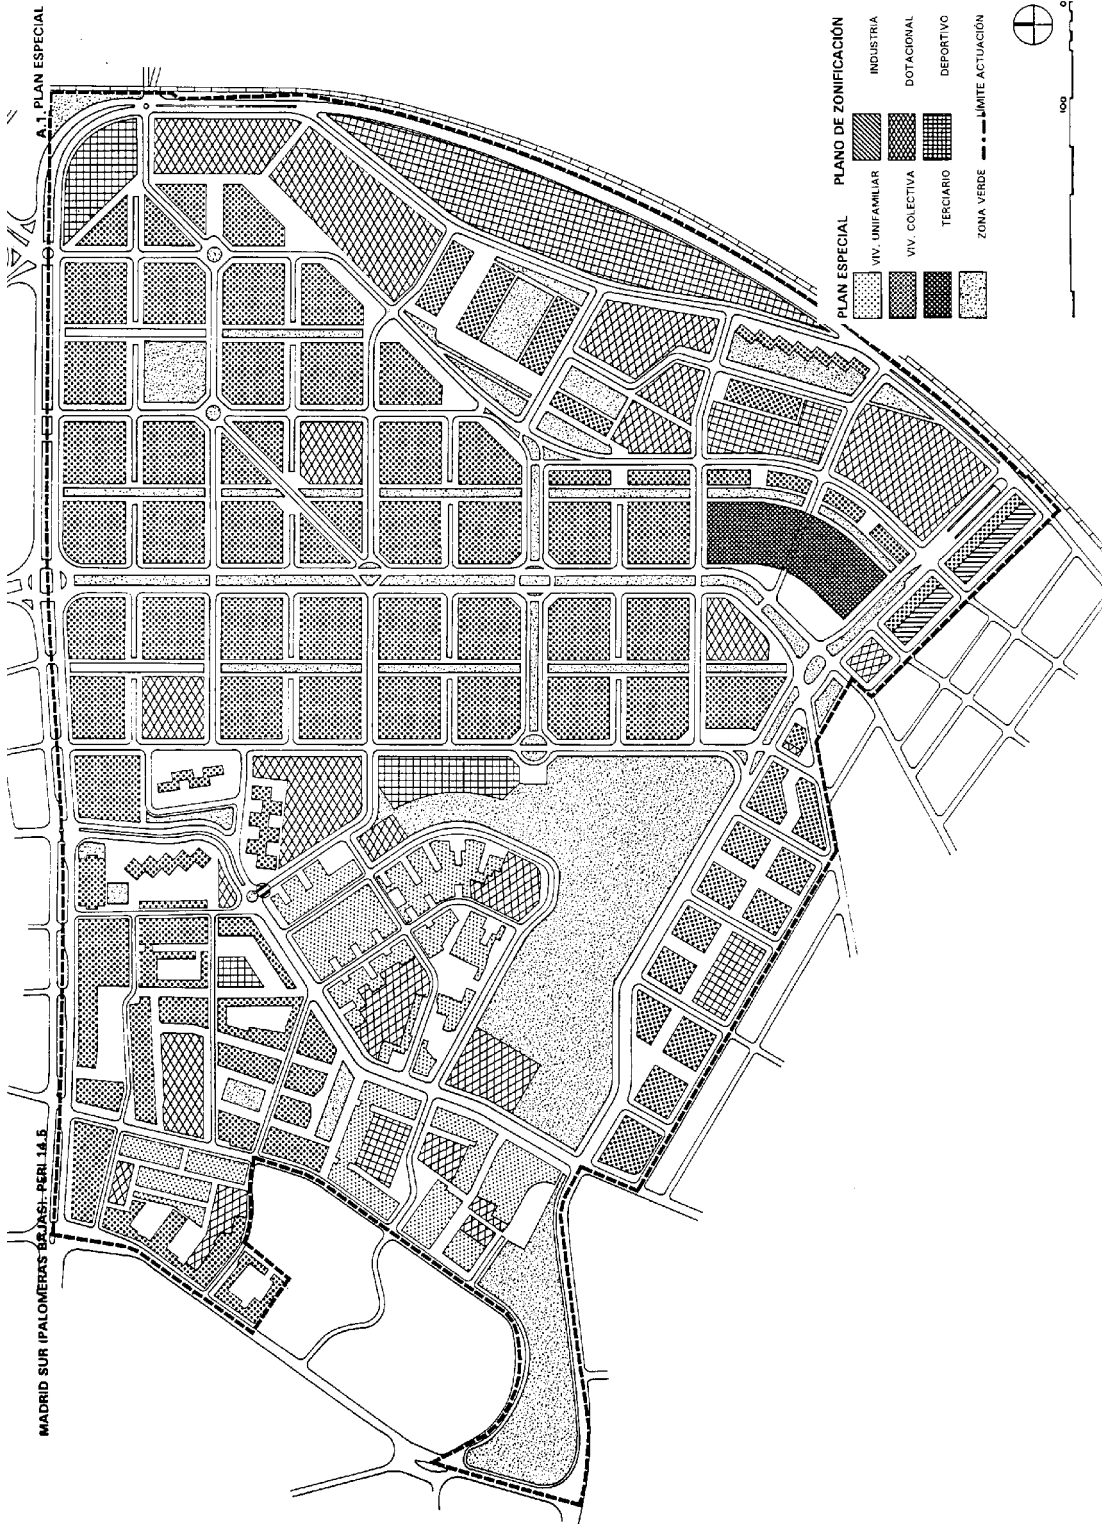 MADRID SUR (PALOMERAS BAJAS) PERI 14.5
A.1. PLAN ESPECIAL
PLAN ESPECIAL
PLANO DE ZONIFICACIÓN
VIV. UNIFAMILIAR
INDUSTRIA
VIV. COLECTIVA
DOTACIONAL
TERCIARIO
DEPORTIVO
ZONA VERDE
LÍMITE ACTUACIÓN
100
0